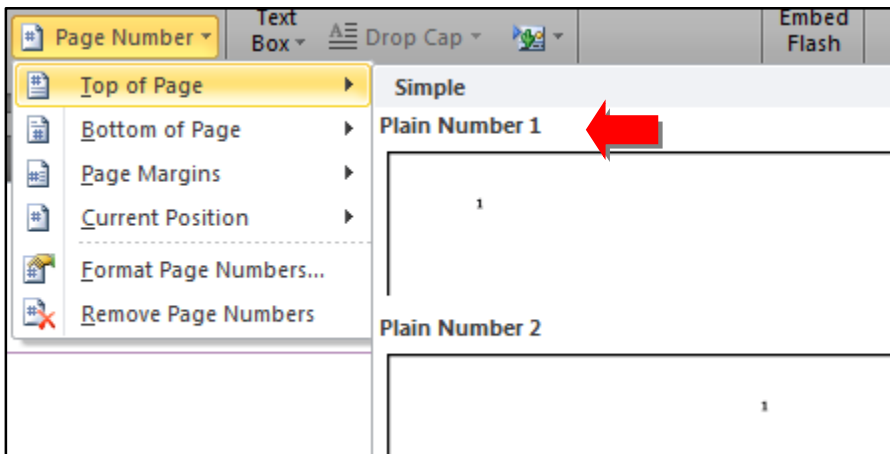 Page Number
Text
Box
Drop Cap
Embed
Flash
Top of Page
Bottom of Page
Page Margins
Current Position
Format Page Numbers...
Remove Page Numbers
Simple
Plain Number 1
1
Plain Number 2
1